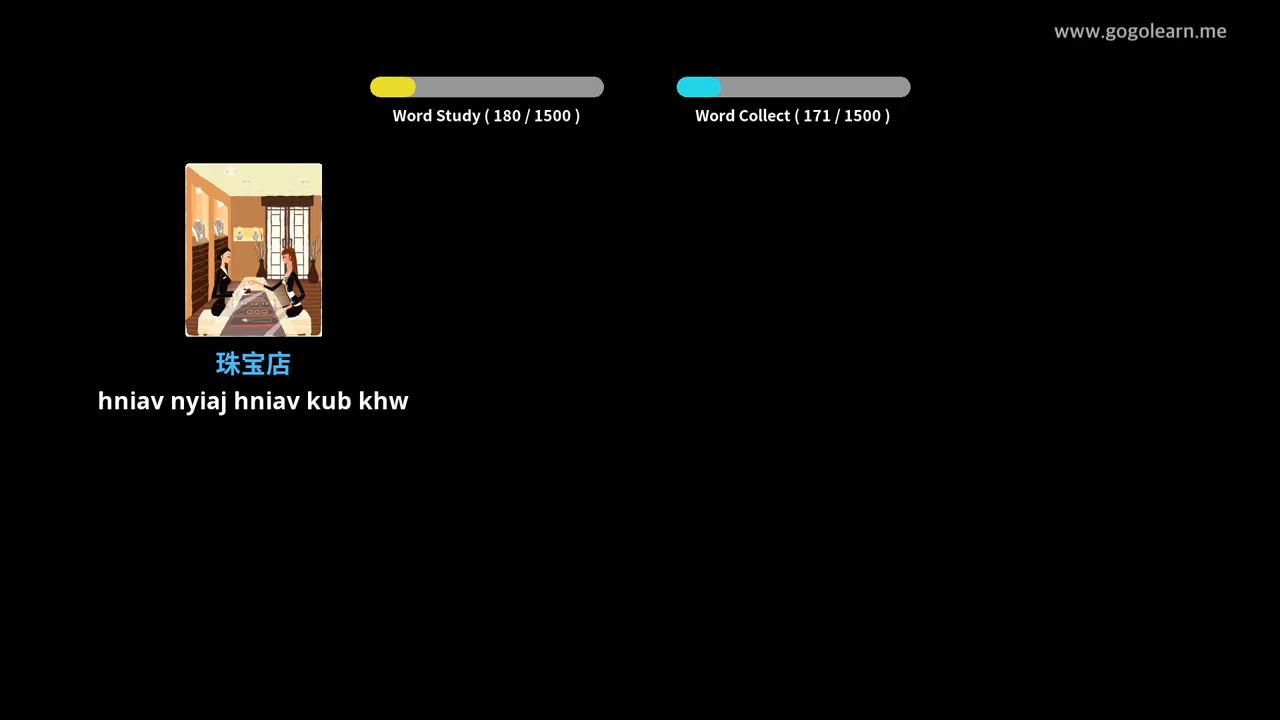 www.gogolearn.me
Word Study ( 180 / 1500 )
Word Collect ( 171 / 1500 )
珠宝店
hniav nyiaj hniav kub khw